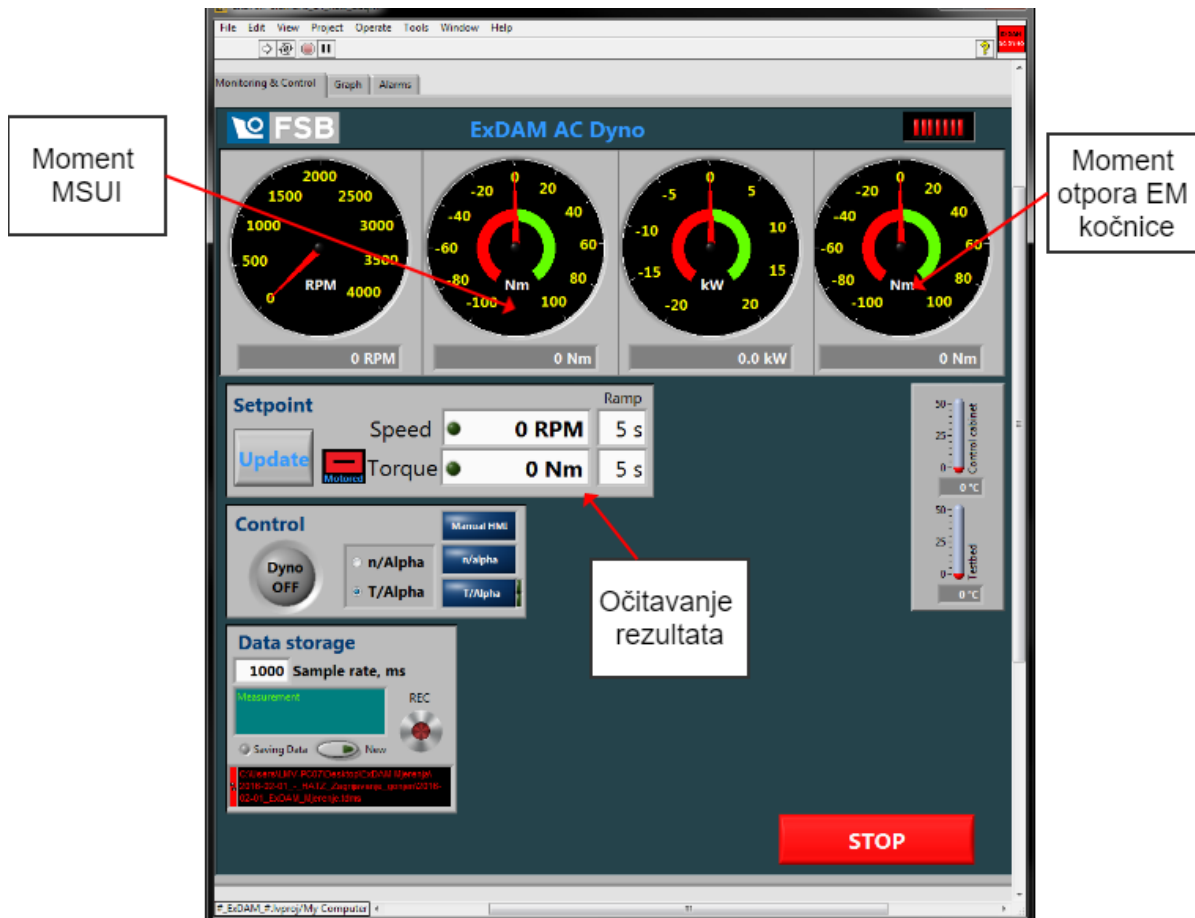 File Edit View Project Operate Tools Window Help
Monitoring & Control Graph Alarms
FSB
ExDAM AC Dyno
Moment
MSUI
Moment
otpora EM
kočnice
0 500 1000 1500 2000 2500 3000 3500 4000
RPM
0 RPM
-100 -80 -60 -40 -20 0 20 40 60 80 100
Nm
0 Nm
-20 -15 -10 -5 0 5 10 15 20
kW
0.0 kW
-100 -80 -60 -40 -20 0 20 40 60 80 100
Nm
0 Nm
Setpoint
Ramp
Update
Motored
Speed 0 RPM 5 s
Torque 0 Nm 5 s
50
25
0
Control cabinet
0 °C
50
25
0
Testbed
0 °C
Control
Dyno
OFF
n/Alpha
T/Alpha
Manual HMI
n/alpha
T/Alpha
Očitavanje
rezultata
Data storage
1000 Sample rate, ms
Measurement
REC
Saving Data New
STOP
#_ExDAM_#.lvproj/My Computer